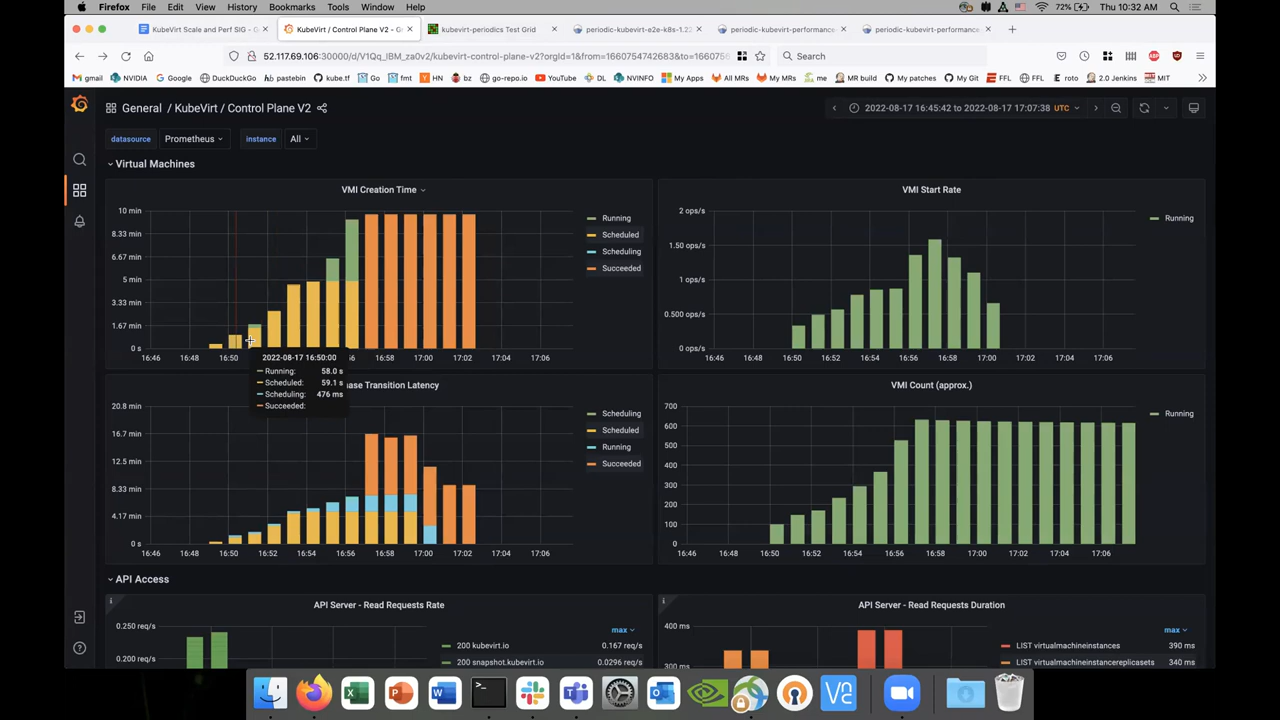 Firefox File Edit View History Bookmarks Tools Window Help 72% Tue 10:32 AM
KubeVirt Scale and Perf SIG - G
KubeVirt / Control Plane V2 - G
kubevirt-periodics Test Grid
periodic-kubevirt-e2e-k8s-1.2
periodic-kubevirt-performance
periodic-kubevirt-performance
52.117.69.106:30000/d/V1Qq_IBM_za0v2/kubevirt-control-plane-v2?orgId=1&from=1660754742683&to=16607
Search
gmail NVIDIA Google DuckDuckGo pastebin kube.tf fmt HN bz go-repo.io YouTube DL NVINFO My Apps All MRs My MRs me MR build My patches My Git FFL FFL roto 2.0 Jenkins MIT
General / KubeVirt / Control Plane V2
2022-08-17 16:45:42 to 2022-08-17 17:07:38 UTC
datasource Prometheus instance All
Virtual Machines
VMI Creation Time
10 min
8.33 min
6.67 min
5 min
3.33 min
1.67 min
0 s
16:46 16:48 16:50 16:52 16:58 17:00 17:02 17:04 17:06
Running
Scheduled
Scheduling
Succeeded
2022-08-17 16:50:00
Running: 58.0 s
Scheduled: 59.1 s
Scheduling: 476 ms
Succeeded:
VMI Start Rate
2 ops/s
1.50 ops/s
1 ops/s
0.500 ops/s
0 ops/s
16:46 16:48 16:50 16:52 16:54 16:56 16:58 17:00 17:02 17:04 17:06
Running
hase Transition Latency
20.8 min
16.7 min
12.5 min
8.33 min
4.17 min
0 s
16:46 16:48 16:50 16:52 16:54 16:56 16:58 17:00 17:02 17:04 17:06
Scheduling
Scheduled
Running
Succeeded
VMI Count (approx.)
700
600
500
400
300
200
100
0
16:46 16:48 16:50 16:52 16:54 16:56 16:58 17:00 17:02 17:04 17:06
Running
API Access
API Server - Read Requests Rate
0.250 req/s
0.200 req/s
max
200 kubevirt.io 0.167 req/s
200 snapshot.kubevirt.io 0.0296 req/s
API Server - Read Requests Duration
400 ms
300 ms
max
LIST virtualmachineinstances 390 ms
LIST virtualmachineinstancereplicasets 340 ms